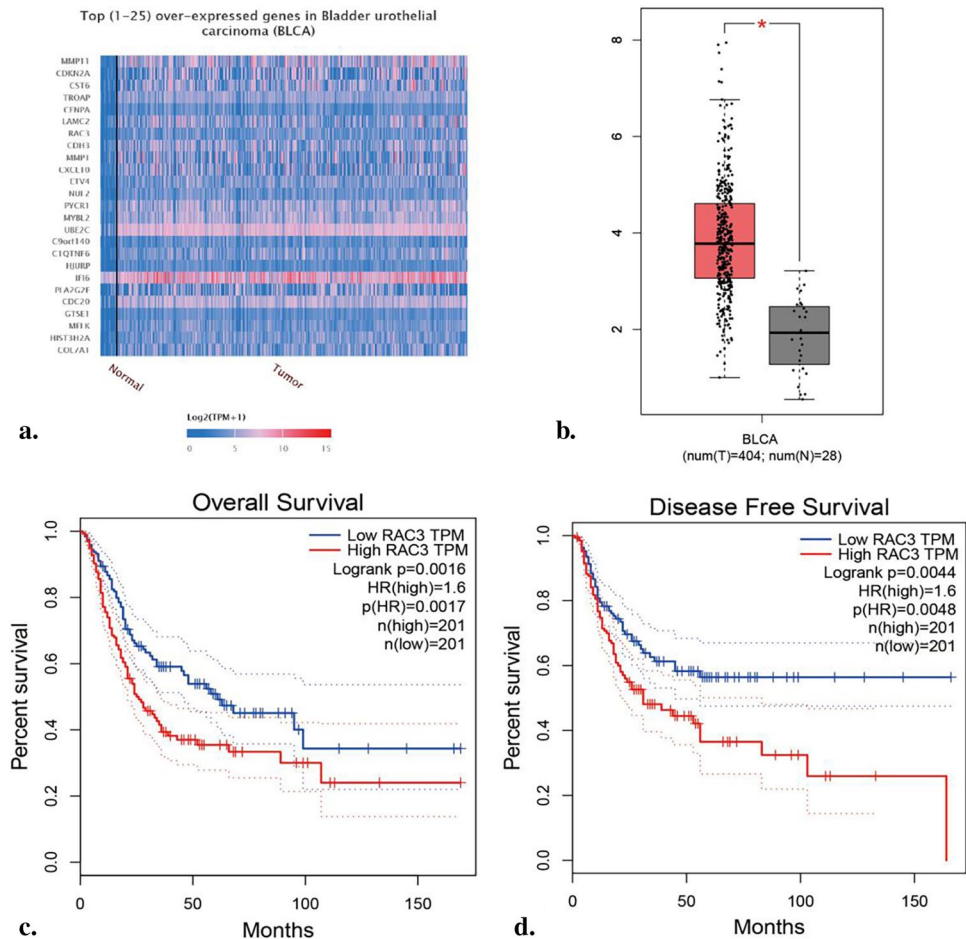 Top (1-25) over-expressed genes in Bladder urothelial
carcinoma (BLCA)
MMP11
CDKN2A
CST6
TROAP
CENPA
LAMC2
RAC3
CDH3
MMP1
CXCL10
ETV4
NUF2
PYCR1
MYBL2
UBE2C
C9orf140
C1QTNF6
HJURP
IFI6
PLA2G2F
CDC20
GTSE1
MELK
HIST3H2A
COL7A1
Normal
Tumor
Log2(TPM+1)
0 5 10 15
a.
8
6
4
2
*
BLCA
(num(T)=404; num(N)=28)
b.
Overall Survival
Low RAC3 TPM
High RAC3 TPM
Logrank p=0.0016
HR(high)=1.6
p(HR)=0.0017
n(high)=201
n(low)=201
Percent survival
1.0
0.8
0.6
0.4
0.2
0.0
0 50 100 150
Months
c.
Disease Free Survival
Low RAC3 TPM
High RAC3 TPM
Logrank p=0.0044
HR(high)=1.6
p(HR)=0.0048
n(high)=201
n(low)=201
Percent survival
1.0
0.8
0.6
0.4
0.2
0.0
0 50 100 150
Months
d.